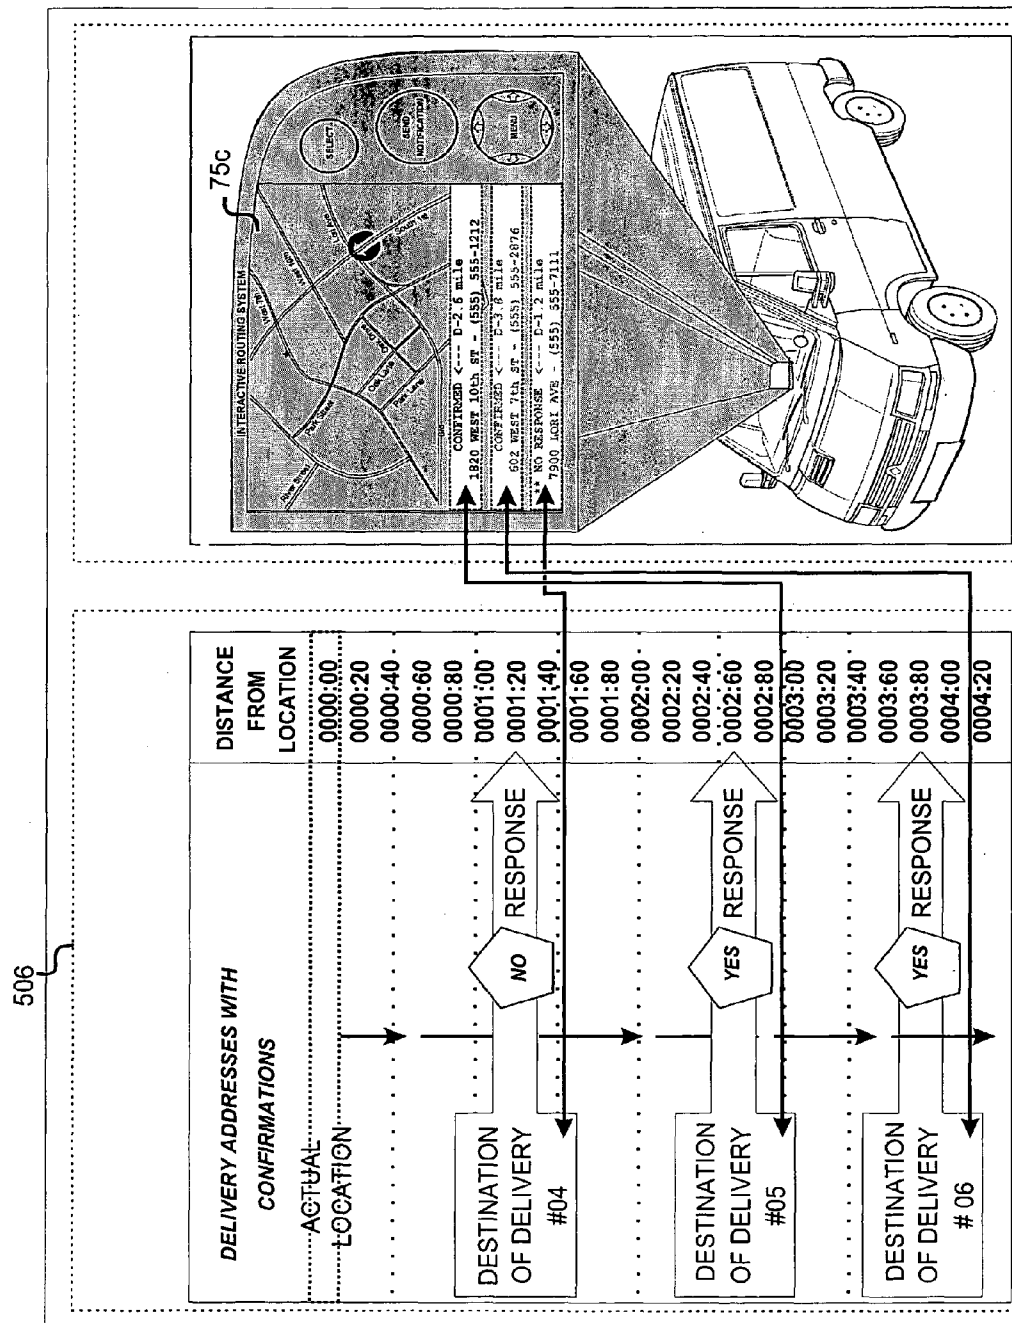 506
DELIVERY ADDRESSES WITH
CONFIRMATIONS
DISTANCE
FROM
LOCATION
ACTUAL
LOCATION
0000:00
0000:20
0000:40
0000:60
0000:80
0001:00
0001:20
0001:40
0001:60
0001:80
0002:00
0002:20
0002:40
0002:60
0002:80
0003:00
0003:20
0003:40
0003:60
0003:80
0004:00
0004:20
DESTINATION
OF DELIVERY
#04
NO
RESPONSE
DESTINATION
OF DELIVERY
#05
YES
RESPONSE
DESTINATION
OF DELIVERY
# 06
YES
RESPONSE
75c
INTERACTIVE ROUTING SYSTEM
Oak Lane
Park Lane
SELECT
SEND
NOTIFICATION
MENU
CONFIRMED <--- D-2.6 mile
1820 WEST 10th ST - (555) 555-1212
CONFIRMED <--- D-3.8 mile
602 WEST 7th ST - (555) 555-2876
** NO RESPONSE <--- D-1.2 mile
7900 LORI AVE - (555) 555-7111